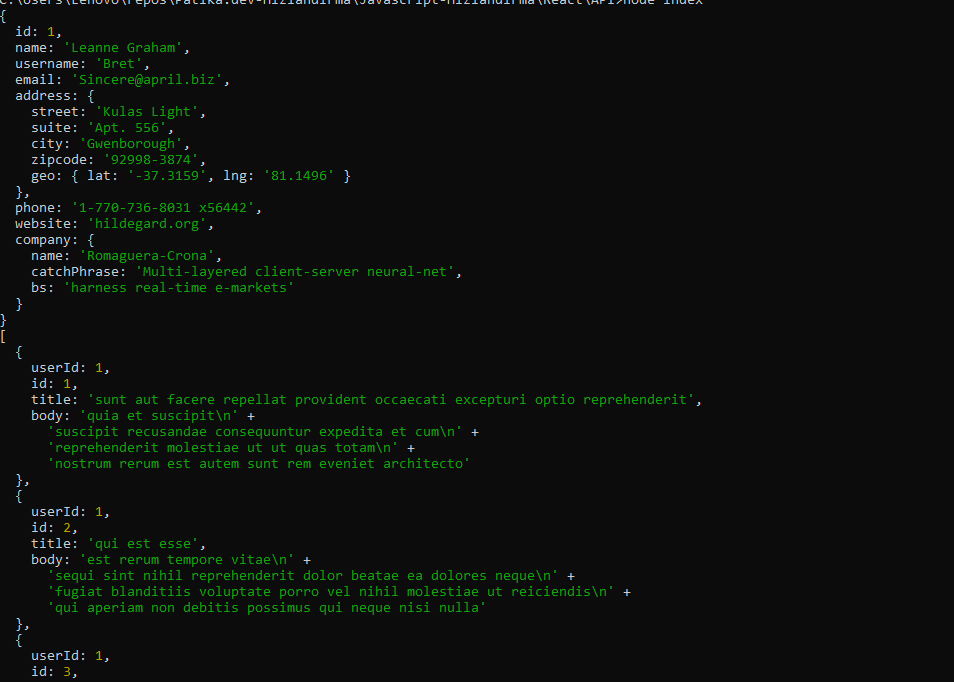 C:\Users\Lenovo\repos\Patika.dev-Hizlandirma\Javascript-Hizlandirma\React\API>node index
{
  id: 1,
  name: 'Leanne Graham',
  username: 'Bret',
  email: 'Sincere@april.biz',
  address: {
    street: 'Kulas Light',
    suite: 'Apt. 556',
    city: 'Gwenborough',
    zipcode: '92998-3874',
    geo: { lat: '-37.3159', lng: '81.1496' }
  },
  phone: '1-770-736-8031 x56442',
  website: 'hildegard.org',
  company: {
    name: 'Romaguera-Crona',
    catchPhrase: 'Multi-layered client-server neural-net',
    bs: 'harness real-time e-markets'
  }
}
[
  {
    userId: 1,
    id: 1,
    title: 'sunt aut facere repellat provident occaecati excepturi optio reprehenderit',
    body: 'quia et suscipit\n' +
      'suscipit recusandae consequuntur expedita et cum\n' +
      'reprehenderit molestiae ut ut quas totam\n' +
      'nostrum rerum est autem sunt rem eveniet architecto'
  },
  {
    userId: 1,
    id: 2,
    title: 'qui est esse',
    body: 'est rerum tempore vitae\n' +
      'sequi sint nihil reprehenderit dolor beatae ea dolores neque\n' +
      'fugiat blanditiis voluptate porro vel nihil molestiae ut reiciendis\n' +
      'qui aperiam non debitis possimus qui neque nisi nulla'
  },
  {
    userId: 1,
    id: 3,